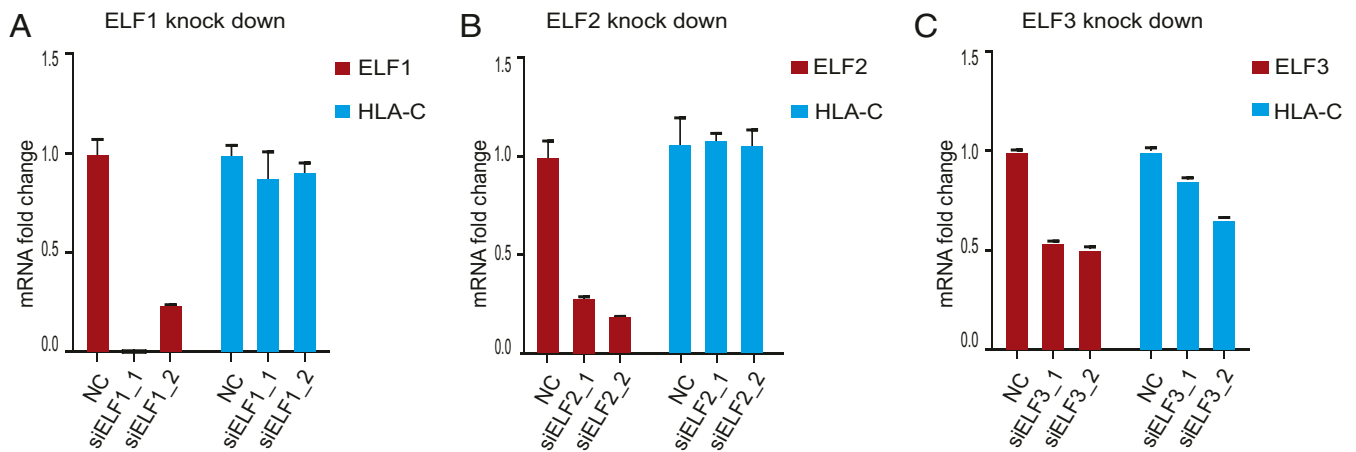 A
ELF1 knock down
mRNA fold change
1.5
1.0
0.5
0.0
ELF1
HLA-C
NC
siELF1_1
siELF1_2
NC
siELF1_1
siELF1_2
B
ELF2 knock down
mRNA fold change
1.5
1.0
0.5
0.0
ELF2
HLA-C
NC
siELF2_1
siELF2_2
NC
siELF2_1
siELF2_2
C
ELF3 knock down
mRNA fold change
1.5
1.0
0.5
0.0
ELF3
HLA-C
NC
siELF3_1
siELF3_2
NC
siELF3_1
siELF3_2